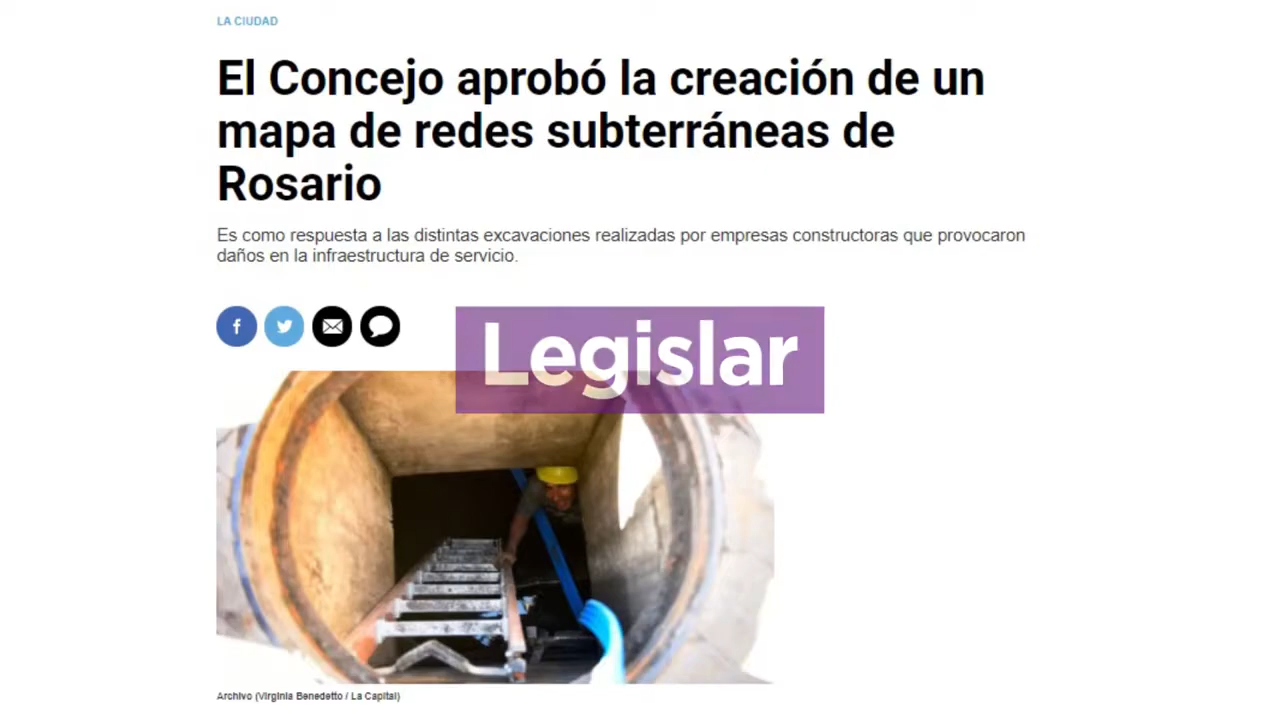 LA CIUDAD
El Concejo aprobó la creación de un
mapa de redes subterráneas de
Rosario
Es como respuesta a las distintas excavaciones realizadas por empresas constructoras que provocaron
daños en la infraestructura de servicio.
Legislar
Archivo (Virginia Benedetto / La Capital)